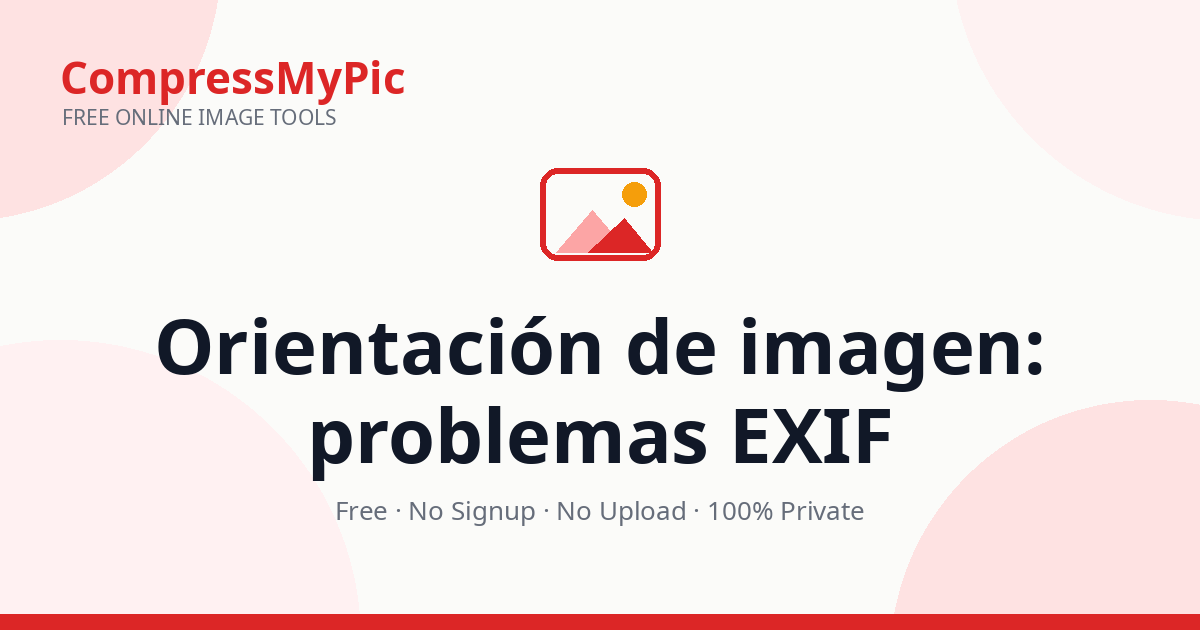 CompressMyPic
FREE ONLINE IMAGE TOOLS
Orientación de imagen:
problemas EXIF
Free · No Signup · No Upload · 100% Private